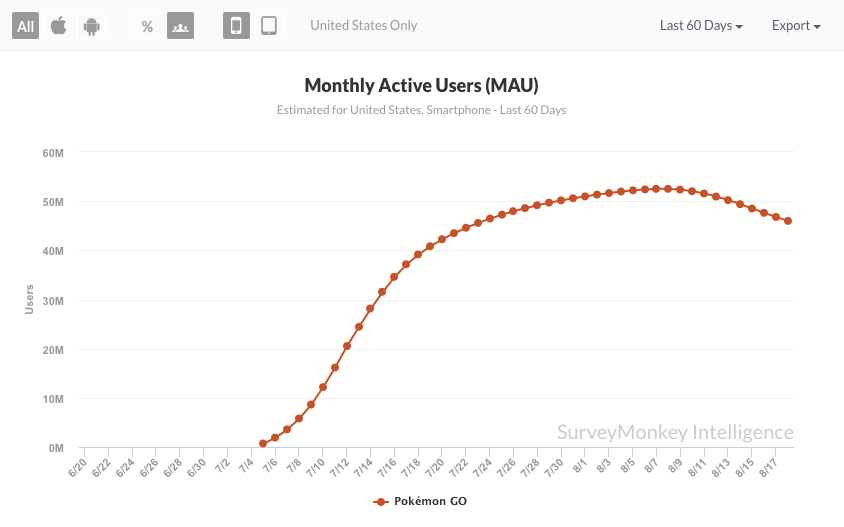 All % United States Only Last 60 Days Export
Monthly Active Users (MAU)
Estimated for United States, Smartphone - Last 60 Days
60M
50M
40M
30M
20M
10M
0M
Users
SurveyMonkey Intelligence
6/20 6/22 6/24 6/26 6/28 6/30 7/2 7/4 7/6 7/8 7/10 7/12 7/14 7/16 7/18 7/20 7/22 7/24 7/26 7/28 7/30 8/1 8/3 8/5 8/7 8/9 8/11 8/13 8/15 8/17
Pokémon GO